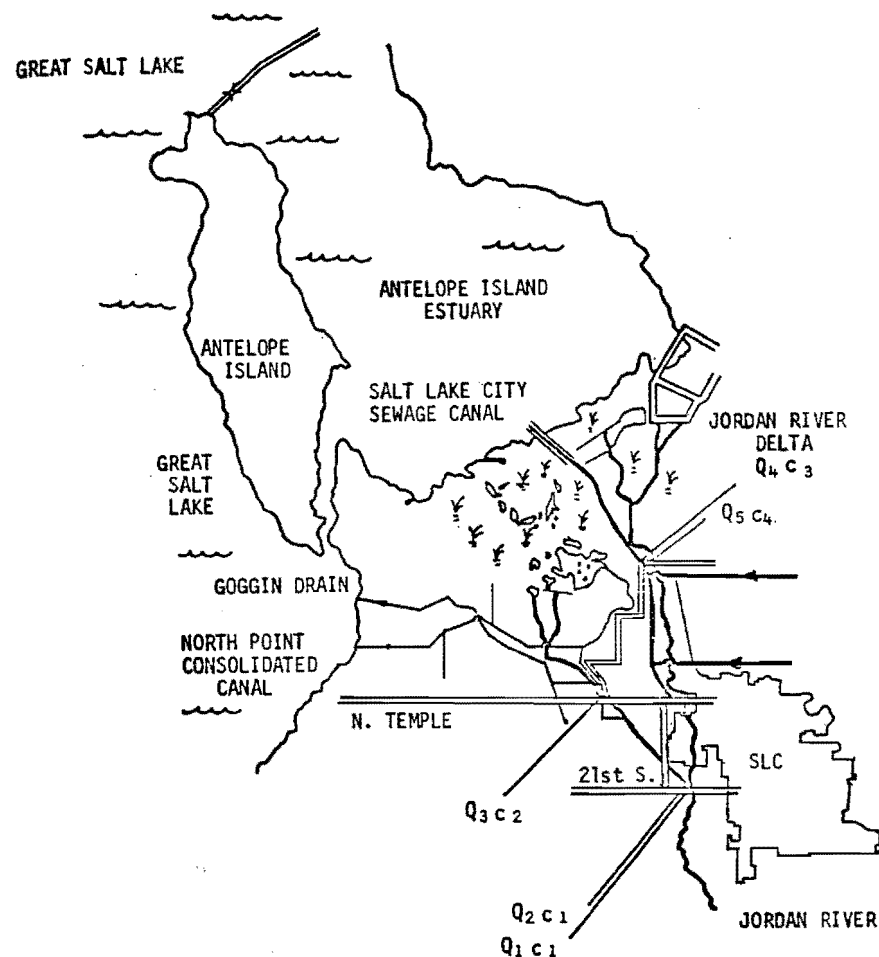 GREAT SALT LAKE
ANTELOPE ISLAND
ESTUARY
ANTELOPE
ISLAND
SALT LAKE CITY
SEWAGE CANAL
JORDAN RIVER
DELTA
Q₄ C₃
GREAT
SALT
LAKE
Q₅ C₄.
GOGGIN DRAIN
NORTH POINT
CONSOLIDATED
CANAL
N. TEMPLE
SLC
21st S.
Q₃ C₂
Q₂ C₁
JORDAN RIVER
Q₁ C₁